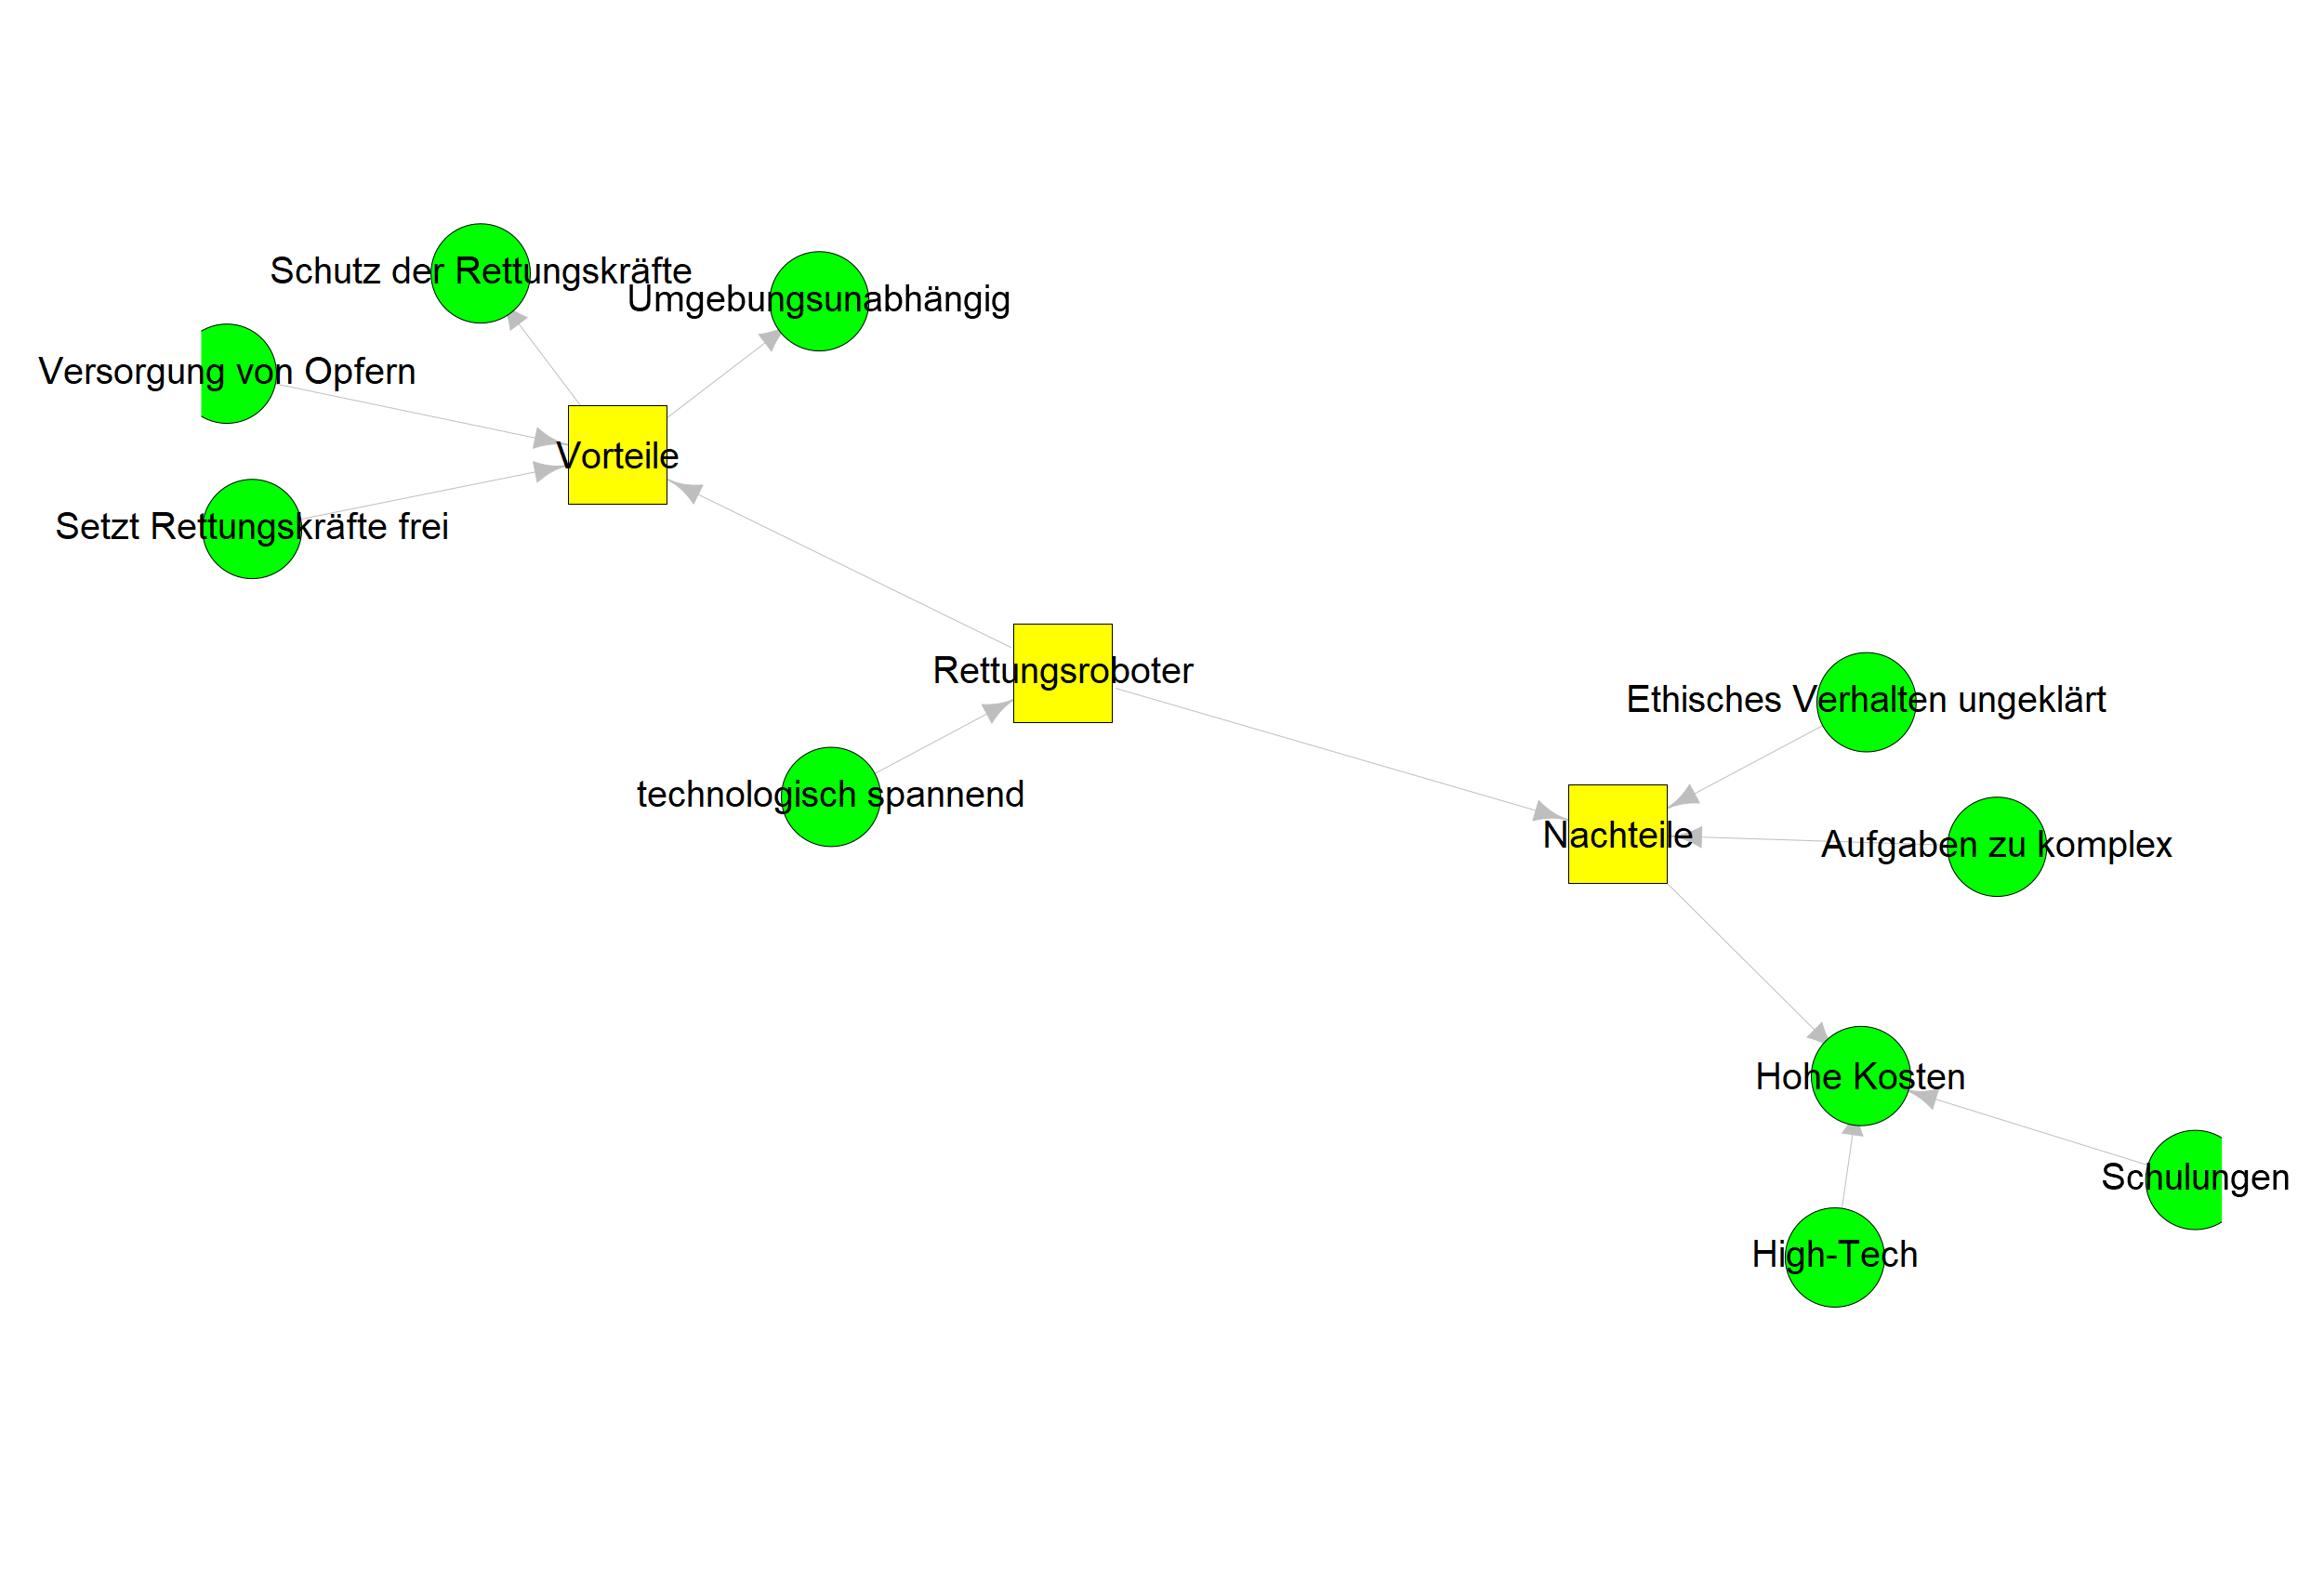 Schutz der Rettungskräfte
Umgebungsunabhängig
Versorgung von Opfern
Vorteile
Setzt Rettungskräfte frei
Rettungsroboter
Ethisches Verhalten ungeklärt
technologisch spannend
Nachteile
Aufgaben zu komplex
Hohe Kosten
Schulungen
High-Tech